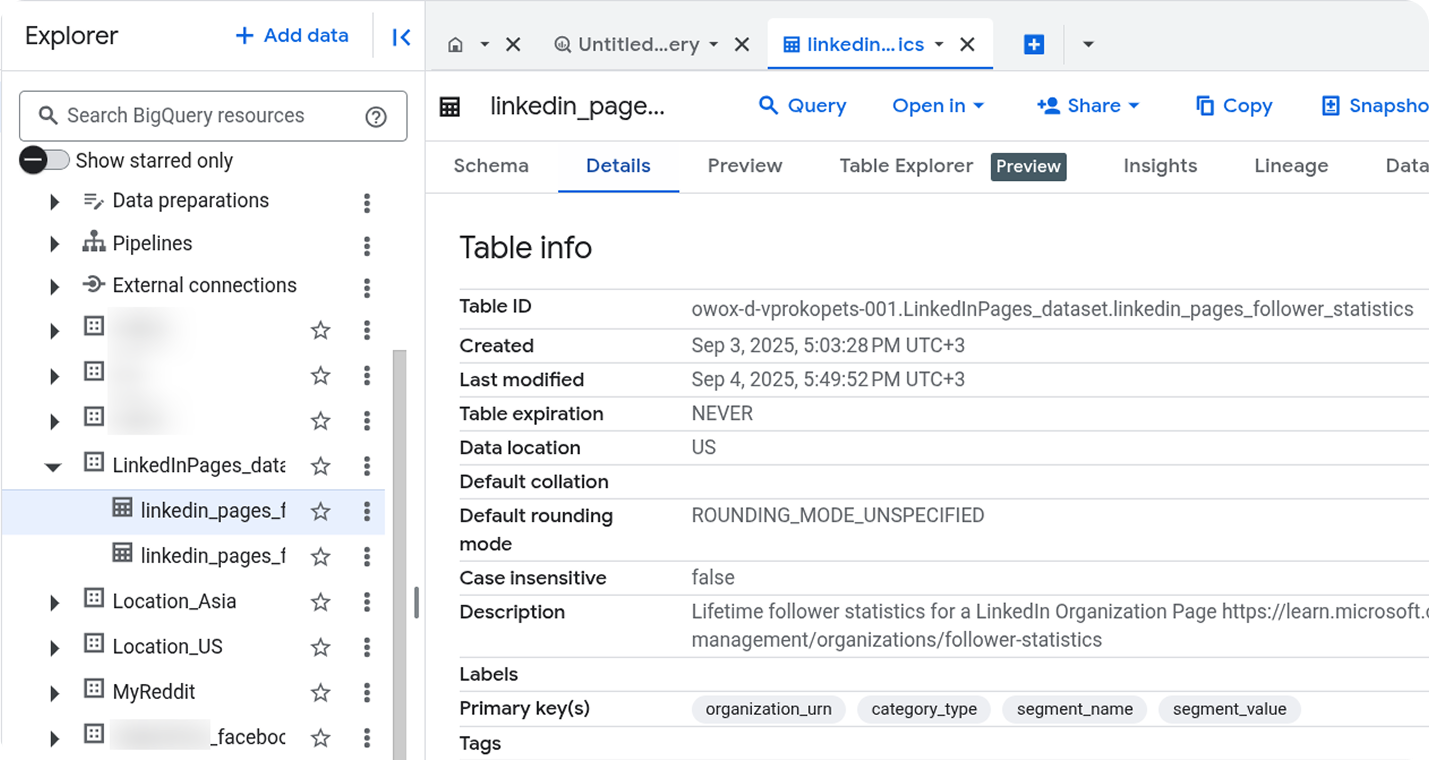 Explorer
Add data
Search BigQuery resources
Show starred only
Data preparations
Pipelines
External connections
LinkedInPages_data
linkedin_pages_f
linkedin_pages_f
Location_Asia
Location_US
MyReddit
_faceboo
Untitled...ery
linkedin...ics
linkedin_page...
Query
Open in
Share
Copy
Snapsho
Schema
Details
Preview
Table Explorer
Preview
Insights
Lineage
Data
Table info
Table ID owox-d-vprokopets-001.LinkedInPages_dataset.linkedin_pages_follower_statistics
Created Sep 3, 2025, 5:03:28 PM UTC+3
Last modified Sep 4, 2025, 5:49:52 PM UTC+3
Table expiration NEVER
Data location US
Default collation
Default rounding mode ROUNDING_MODE_UNSPECIFIED
Case insensitive false
Description Lifetime follower statistics for a LinkedIn Organization Page https://learn.microsoft.c
management/organizations/follower-statistics
Labels
Primary key(s) organization_urn category_type segment_name segment_value
Tags